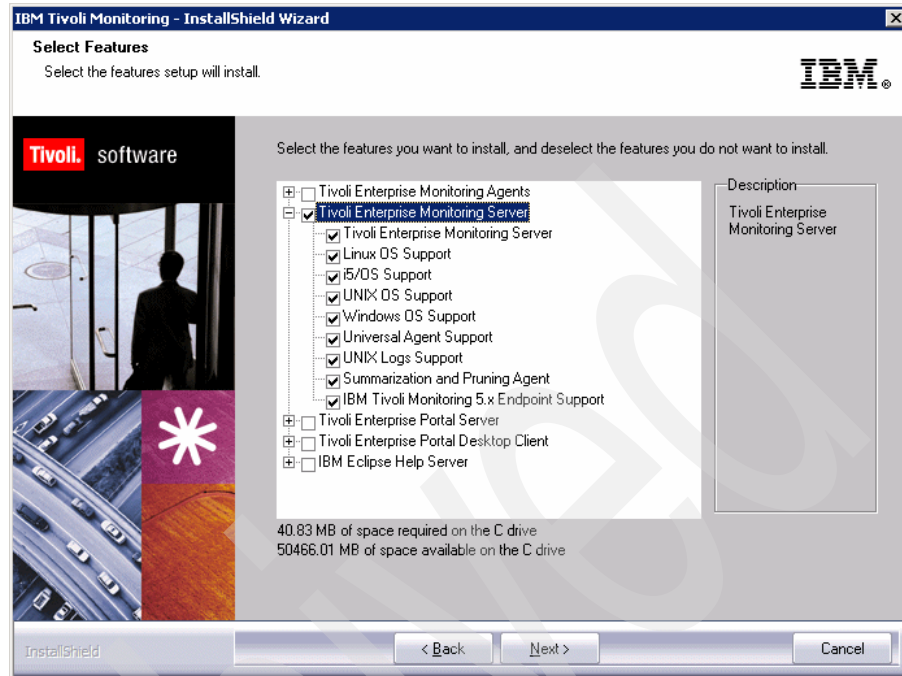 IBM Tivoli Monitoring - InstallShield Wizard
Select Features
Select the features setup will install.
IBM®
Tivoli. software
Select the features you want to install, and deselect the features you do not want to install.
Tivoli Enterprise Monitoring Agents
Tivoli Enterprise Monitoring Server
Tivoli Enterprise Monitoring Server
Linux OS Support
i5/OS Support
UNIX OS Support
Windows OS Support
Universal Agent Support
UNIX Logs Support
Summarization and Pruning Agent
IBM Tivoli Monitoring 5.x Endpoint Support
Tivoli Enterprise Portal Server
Tivoli Enterprise Portal Desktop Client
IBM Eclipse Help Server
Description
Tivoli Enterprise
Monitoring Server
40.83 MB of space required on the C drive
50466.01 MB of space available on the C drive
InstallShield
< Back
Next >
Cancel